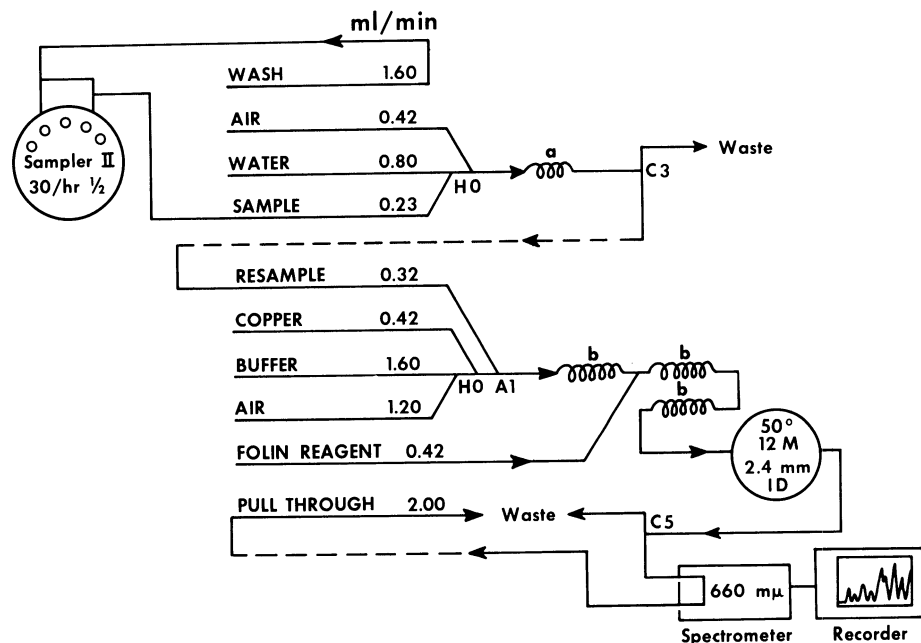 ml/min
WASH 1.60
AIR 0.42
WATER 0.80
SAMPLE 0.23
Sampler II
30/hr ½
HO
a
C3
Waste
RESAMPLE 0.32
COPPER 0.42
BUFFER 1.60
AIR 1.20
HO A1
b
b
b
FOLIN REAGENT 0.42
50°
12 M
2.4 mm
ID
PULL THROUGH 2.00
Waste
C5
660 mμ
Spectrometer
Recorder